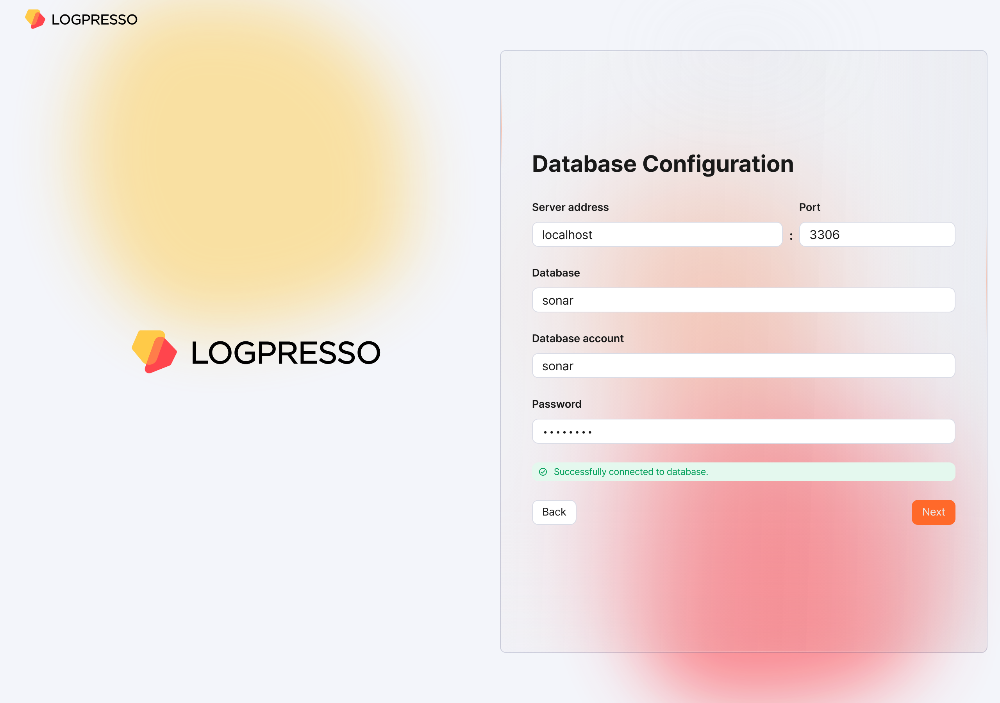 LOGPRESSO
LOGPRESSO
Database Configuration
Server address
Port
localhost
:
3306
Database
sonar
Database account
sonar
Password
••••••••
Successfully connected to database.
Back
Next